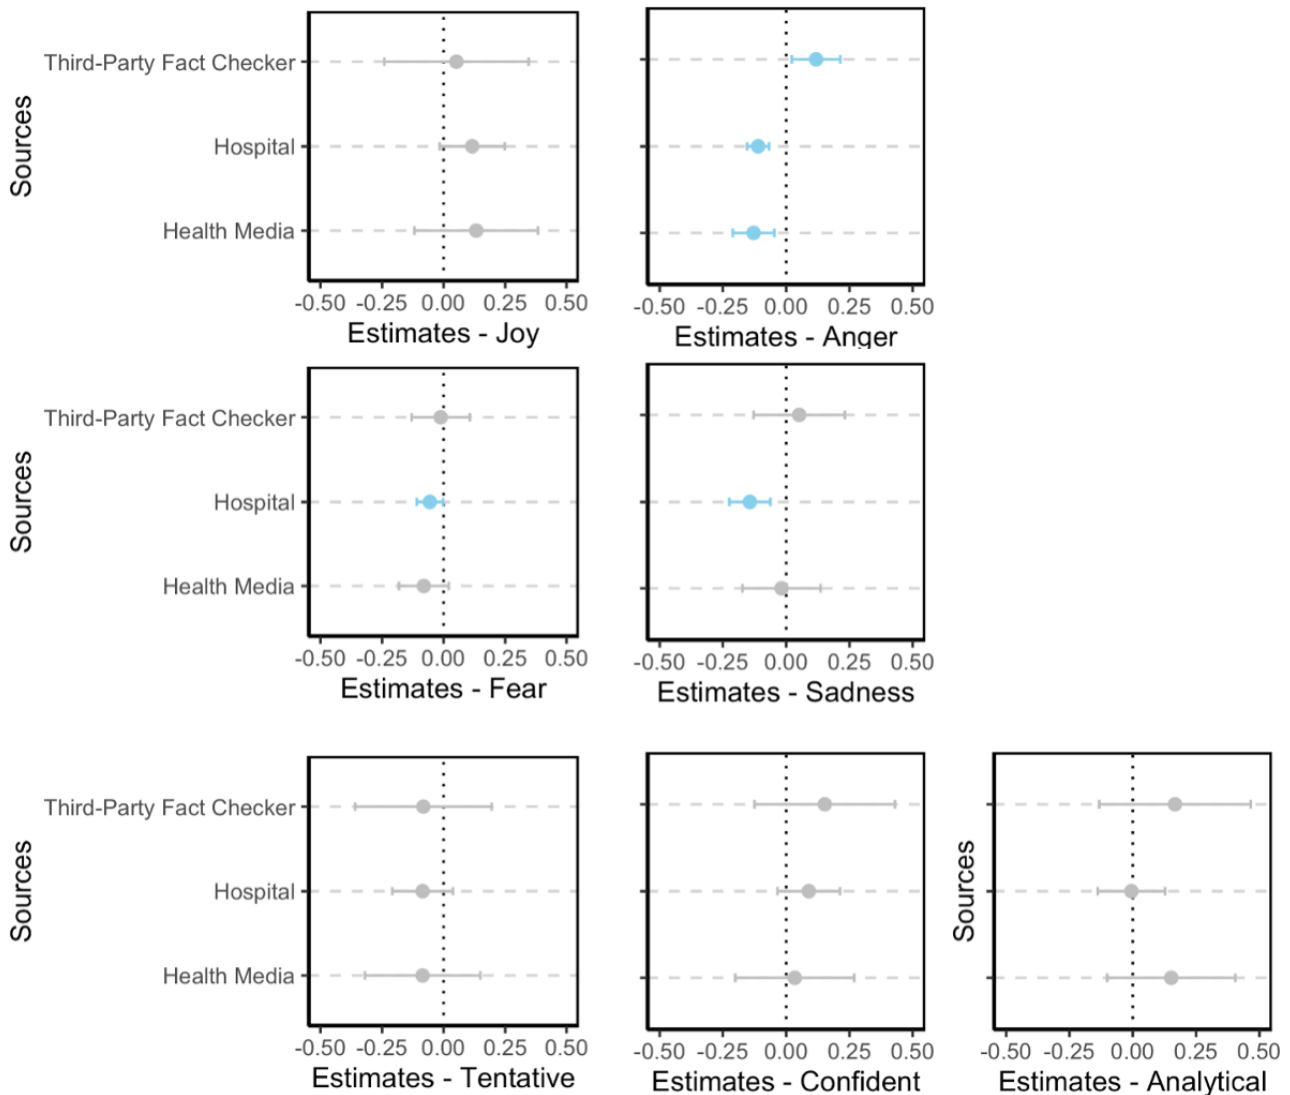 Sources
Third-Party Fact Checker
Hospital
Health Media
-0.50 -0.25 0.00 0.25 0.50
Estimates - Joy
-0.50 -0.25 0.00 0.25 0.50
Estimates - Anger
Sources
Third-Party Fact Checker
Hospital
Health Media
-0.50 -0.25 0.00 0.25 0.50
Estimates - Fear
-0.50 -0.25 0.00 0.25 0.50
Estimates - Sadness
Sources
Third-Party Fact Checker
Hospital
Health Media
-0.50 -0.25 0.00 0.25 0.50
Estimates - Tentative
-0.50 -0.25 0.00 0.25 0.50
Estimates - Confident
Sources
-0.50 -0.25 0.00 0.25 0.50
Estimates - Analytical